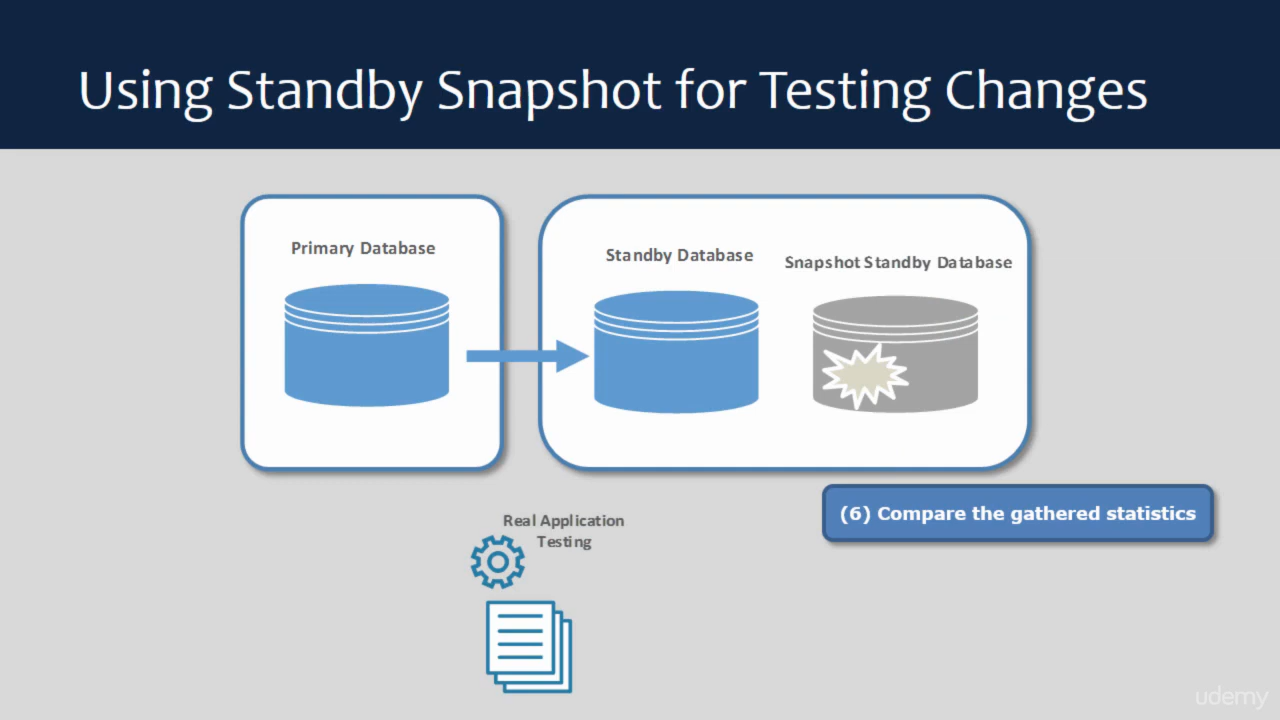 Using Standby Snapshot for Testing Changes
Primary Database
Standby Database
Snapshot Standby Database
(6) Compare the gathered statistics
Real Application
Testing
udemy